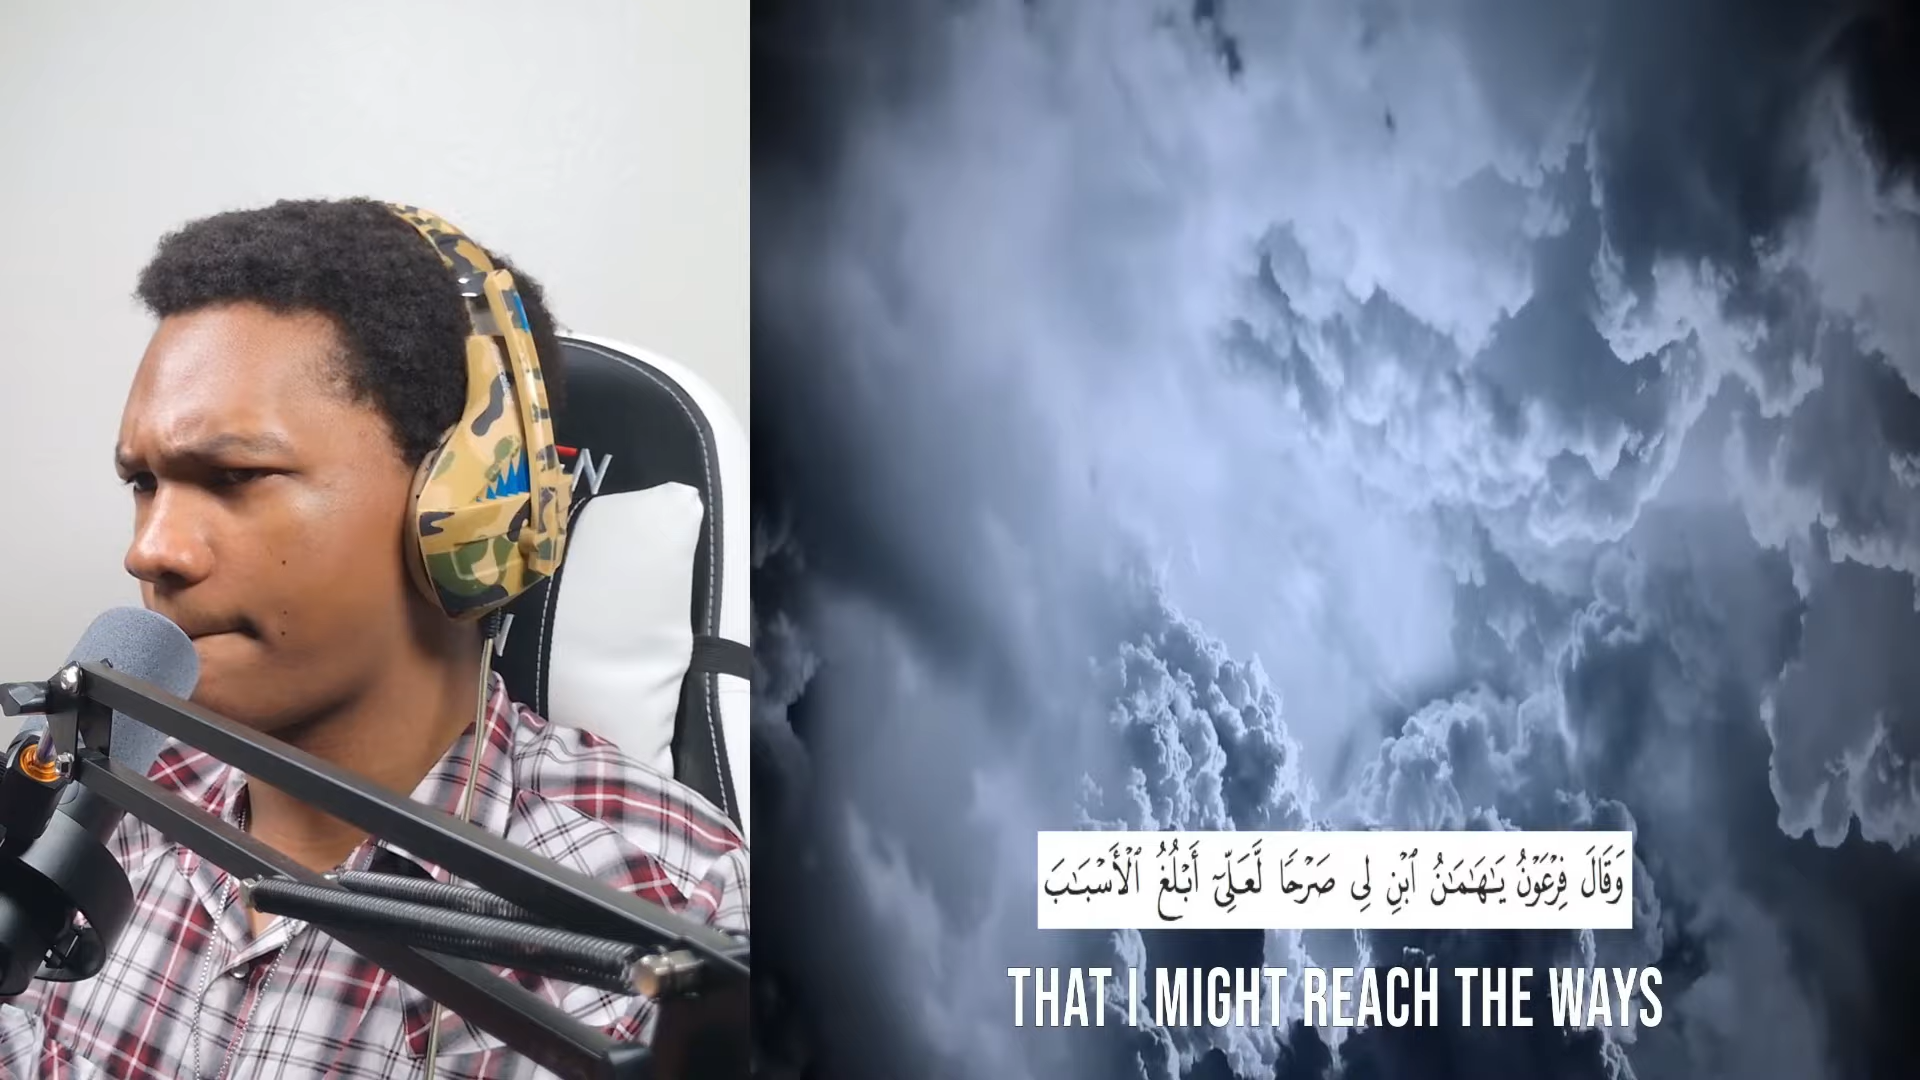 وَقَالَ فِرْعَوْنُ يَـٰهَـٰمَـٰنُ ٱبْنِ لِى صَرْحًا لَّعَلِّىٓ أَبْلُغُ ٱلْأَسْبَـٰبَ
THAT I MIGHT REACH THE WAYS